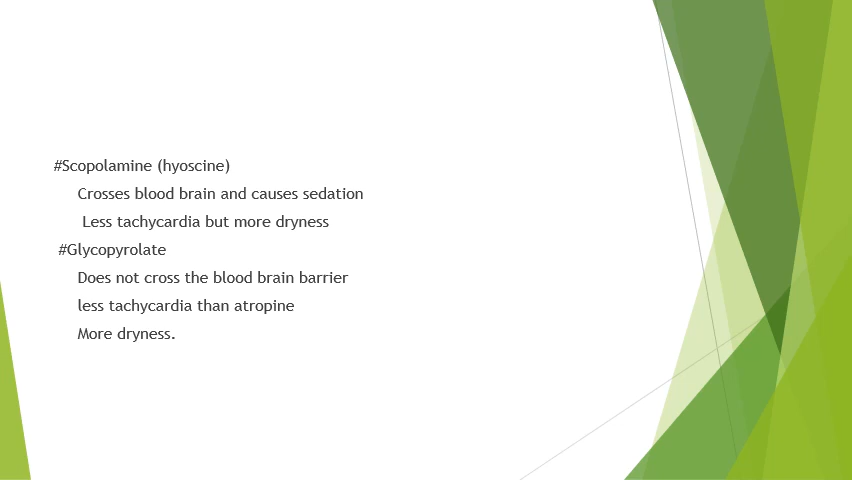 #Scopolamine (hyoscine)
Crosses blood brain and causes sedation
Less tachycardia but more dryness
#Glycopyrolate
Does not cross the blood brain barrier
less tachycardia than atropine
More dryness.